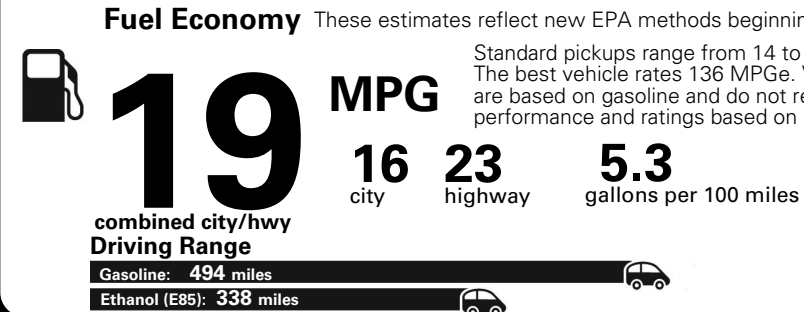 Fuel Economy These estimates reflect new EPA methods beginnin
Standard pickups range from 14 to
The best vehicle rates 136 MPGe. V
are based on gasoline and do not re
performance and ratings based on
19 MPG
16 23 5.3
city highway gallons per 100 miles
combined city/hwy
Driving Range
Gasoline: 494 miles
Ethanol (E85): 338 miles